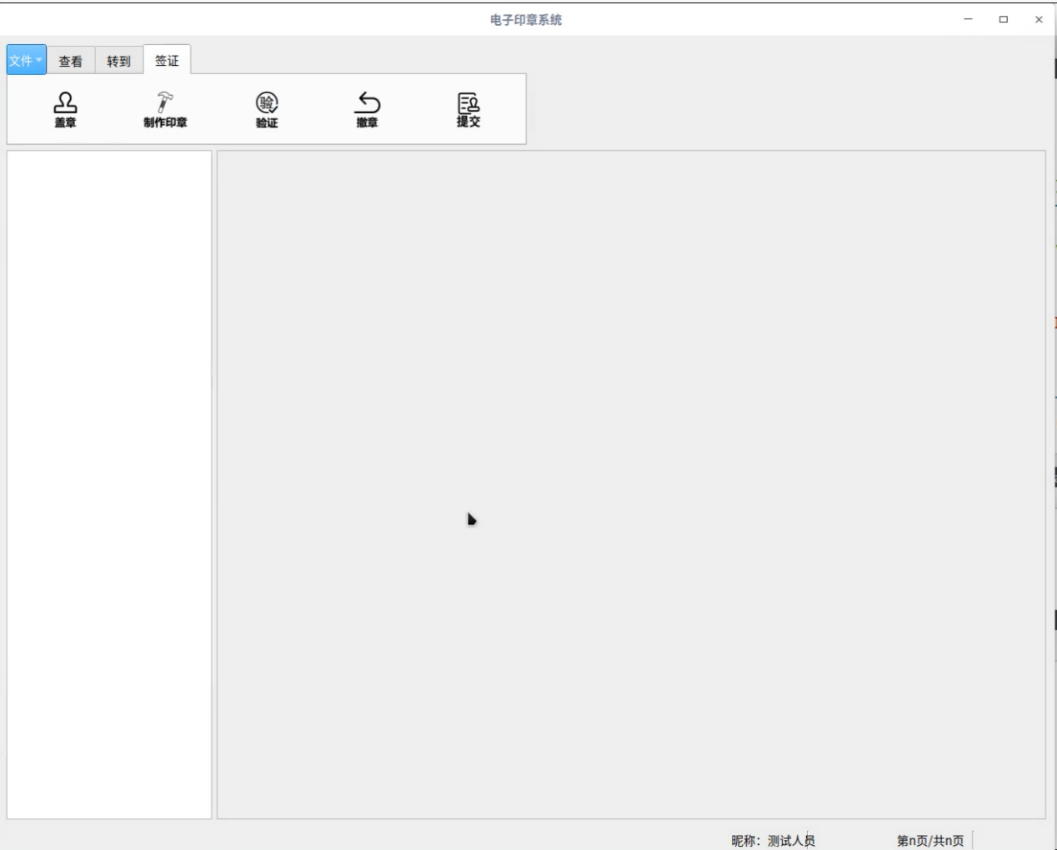 电子印章系统
文件 查看 转到 签证
盖章 制作印章 验证 撤章 提交
昵称：测试人员 第n页/共n页